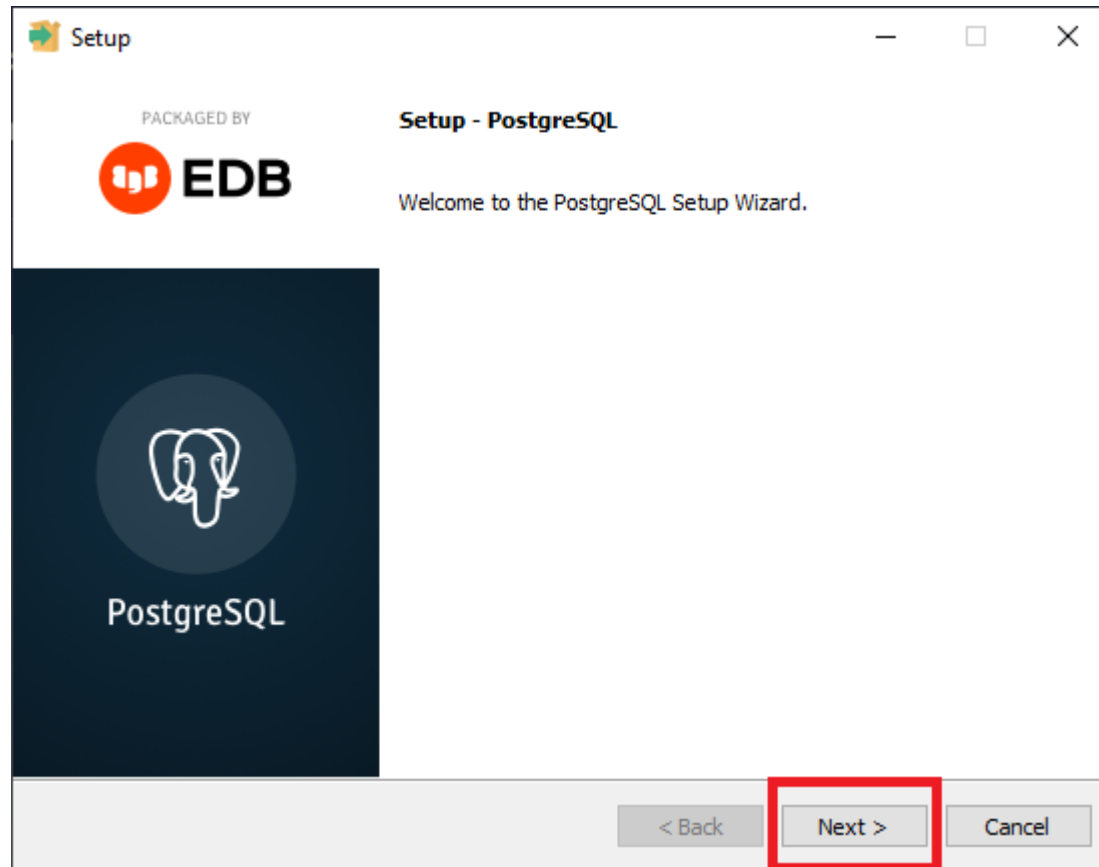 Setup
PACKAGED BY
EDB
Setup - PostgreSQL
Welcome to the PostgreSQL Setup Wizard.
PostgreSQL
< Back
Next >
Cancel